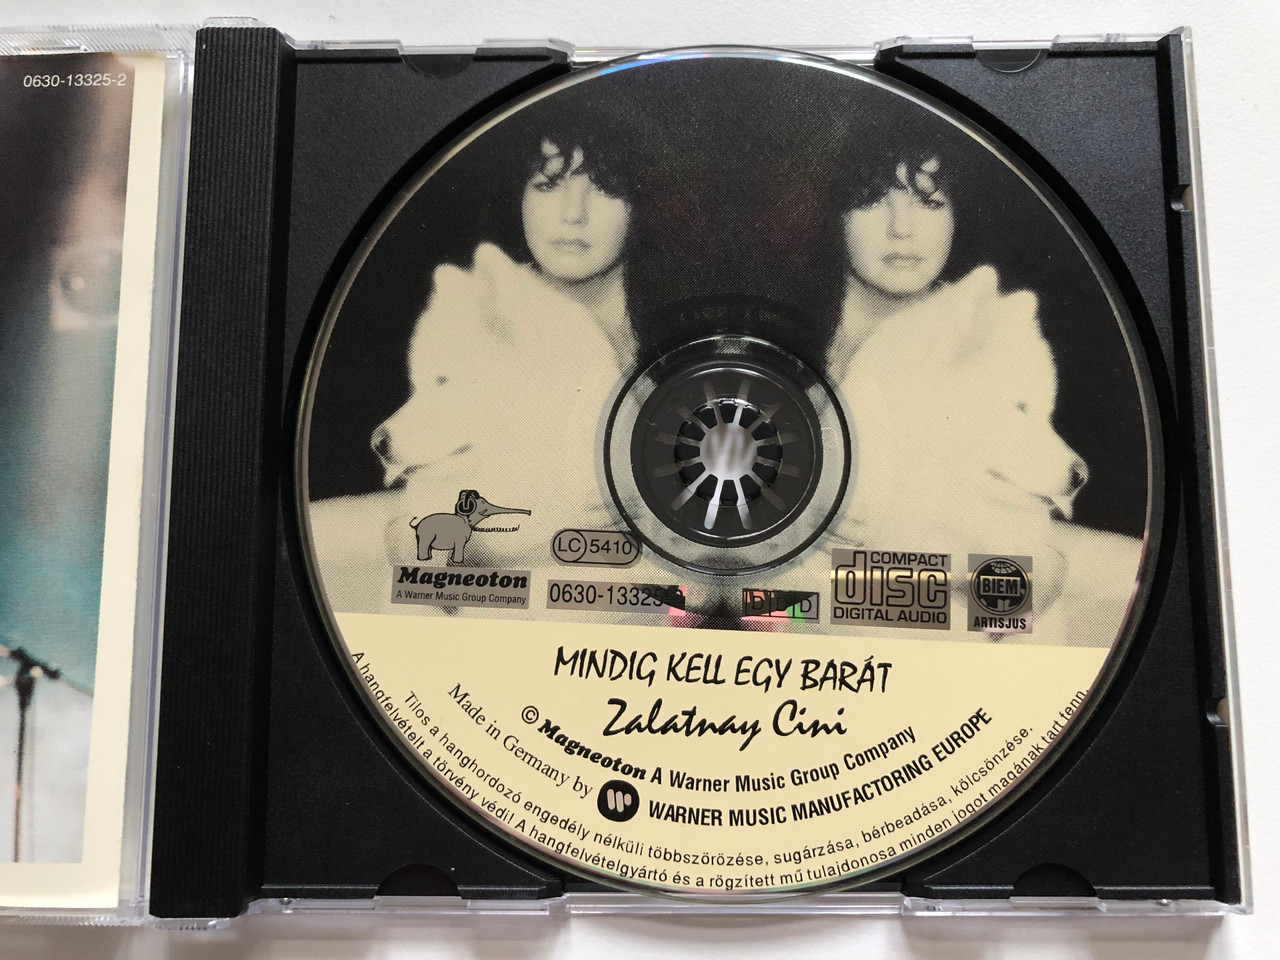 0630-13325-2
LC 5410
Magneoton
A Warner Music Group Company
0630-13325-2
DDD
COMPACT
disc
DIGITAL AUDIO
BIEM
ARTISJUS
MINDIG KELL EGY BARÁT
Zalatnay Cini
© Magneoton A Warner Music Group Company
Made in Germany by WARNER MUSIC MANUFACTORING EUROPE
Tilos a hanghordozó engedély nélküli többszörözése, sugárzása, bérbeadása, kölcsönzése.
A hangfelvételt a törvény védi! A hangfelvételgyártó és a rögzített mű tulajdonosa minden jogot magának tart fenn.